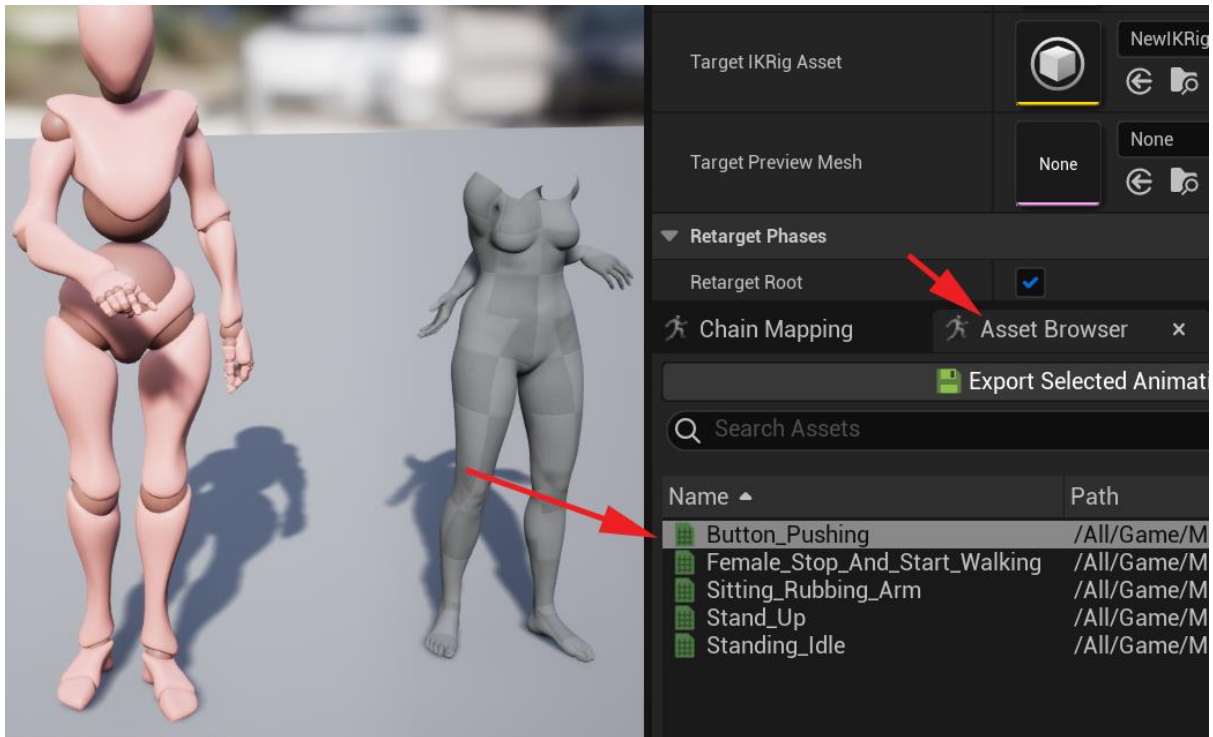 Target IKRig Asset
NewIKRig
Target Preview Mesh
None
None
Retarget Phases
Retarget Root
Chain Mapping
Asset Browser ×
Export Selected Animati
Search Assets
Name
Path
Button_Pushing /All/Game/M
Female_Stop_And_Start_Walking /All/Game/M
Sitting_Rubbing_Arm /All/Game/M
Stand_Up /All/Game/M
Standing_Idle /All/Game/M